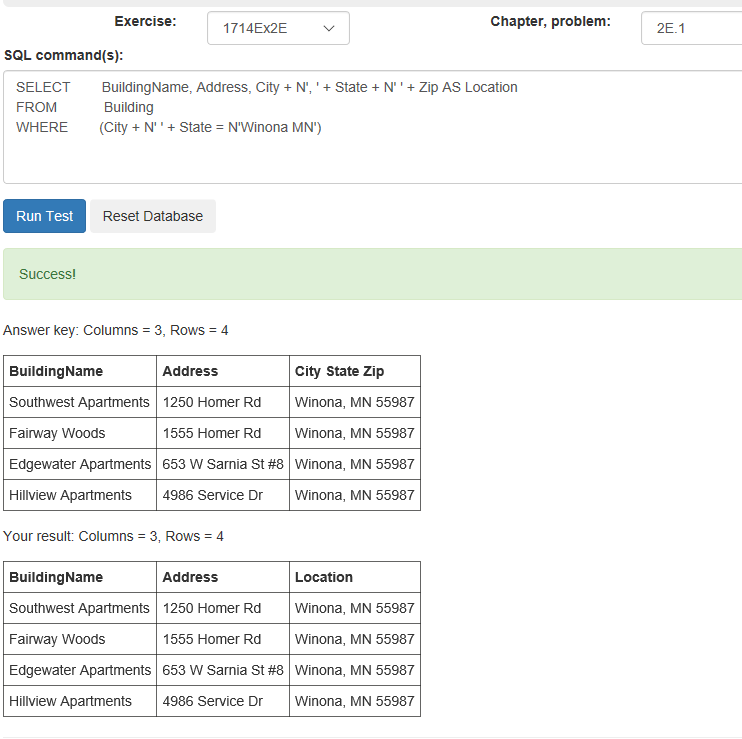 Exercise: 1714Ex2E Chapter, problem: 2E.1
SQL command(s):
SELECT BuildingName, Address, City + N', ' + State + N' ' + Zip AS Location
FROM Building
WHERE (City + N' ' + State = N'Winona MN')
Run Test Reset Database
Success!
Answer key: Columns = 3, Rows = 4
BuildingName Address City State Zip
Southwest Apartments 1250 Homer Rd Winona, MN 55987
Fairway Woods 1555 Homer Rd Winona, MN 55987
Edgewater Apartments 653 W Sarnia St #8 Winona, MN 55987
Hillview Apartments 4986 Service Dr Winona, MN 55987
Your result: Columns = 3, Rows = 4
BuildingName Address Location
Southwest Apartments 1250 Homer Rd Winona, MN 55987
Fairway Woods 1555 Homer Rd Winona, MN 55987
Edgewater Apartments 653 W Sarnia St #8 Winona, MN 55987
Hillview Apartments 4986 Service Dr Winona, MN 55987